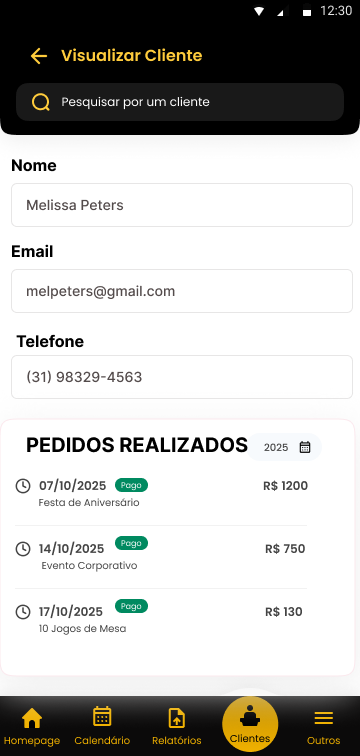 12:30
Visualizar Cliente
Pesquisar por um cliente
Nome
Melissa Peters
Email
melpeters@gmail.com
Telefone
(31) 98329-4563
PEDIDOS REALIZADOS 2025
07/10/2025 Pago R$ 1200
Festa de Aniversário
14/10/2025 Pago R$ 750
Evento Corporativo
17/10/2025 Pago R$ 130
10 Jogos de Mesa
Homepage Calendário Relatórios Clientes Outros